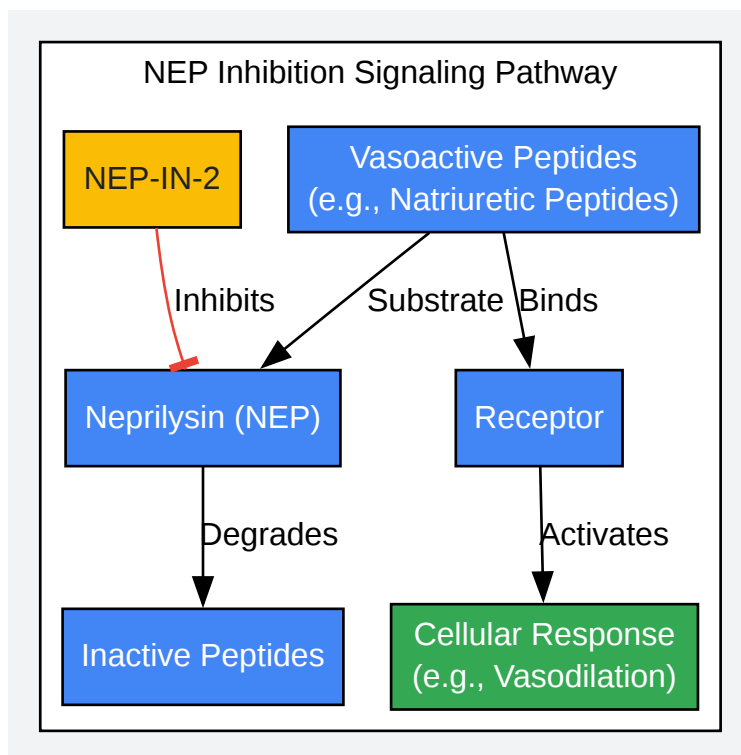 NEP Inhibition Signaling Pathway
NEP-IN-2
Vasoactive Peptides
(e.g., Natriuretic Peptides)
Inhibits
Substrate
Binds
Neprilysin (NEP)
Receptor
Degrades
Activates
Inactive Peptides
Cellular Response
(e.g., Vasodilation)